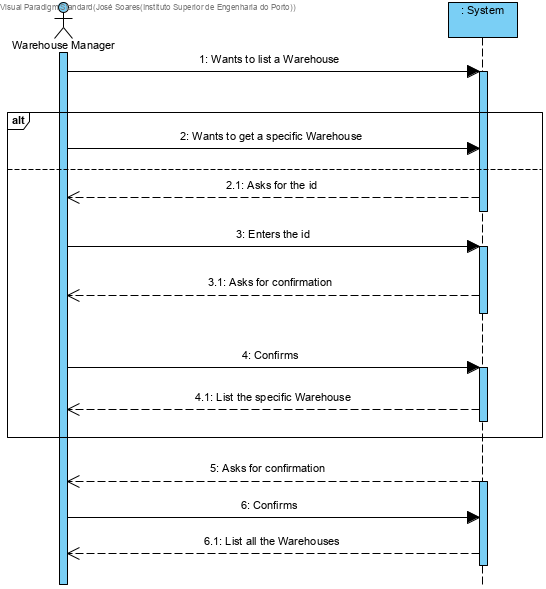 Visual Paradigm Standard(José Soares(Instituto Superior de Engenharia do Porto))
: System
Warehouse Manager
1: Wants to list a Warehouse
alt
2: Wants to get a specific Warehouse
2.1: Asks for the id
3: Enters the id
3.1: Asks for confirmation
4: Confirms
4.1: List the specific Warehouse
5: Asks for confirmation
6: Confirms
6.1: List all the Warehouses